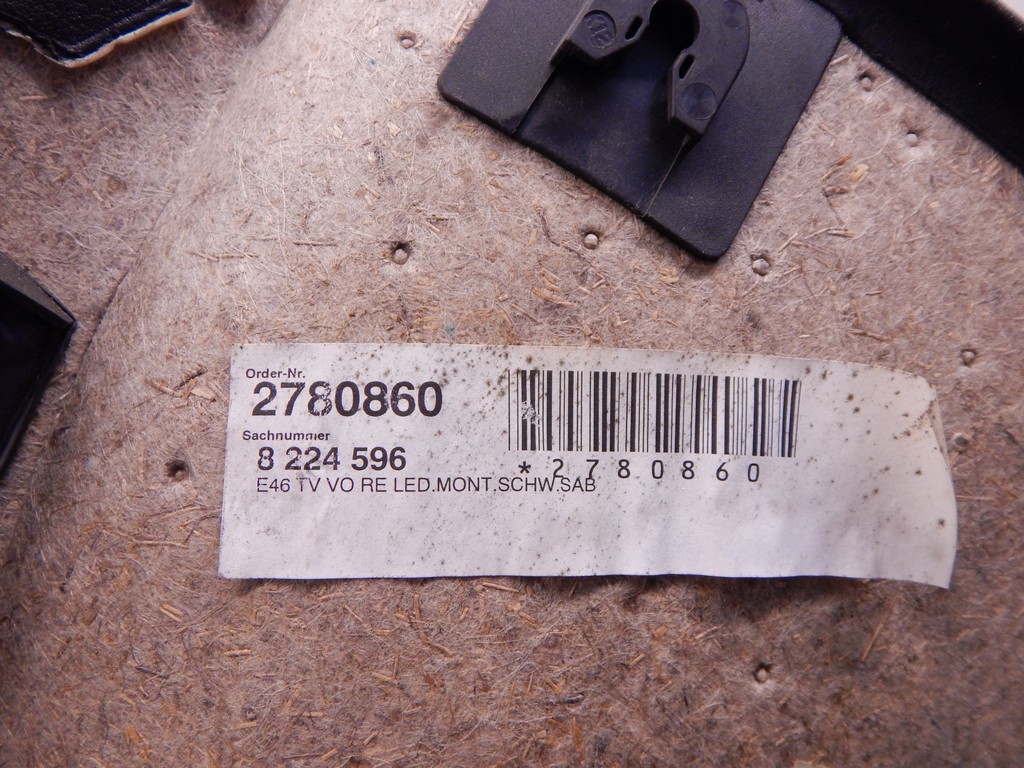 Order-Nr.
2780860
Sachnummer
8 224 596
E46 TV VO RE LED.MONT.SCHW.SAB
*2780860